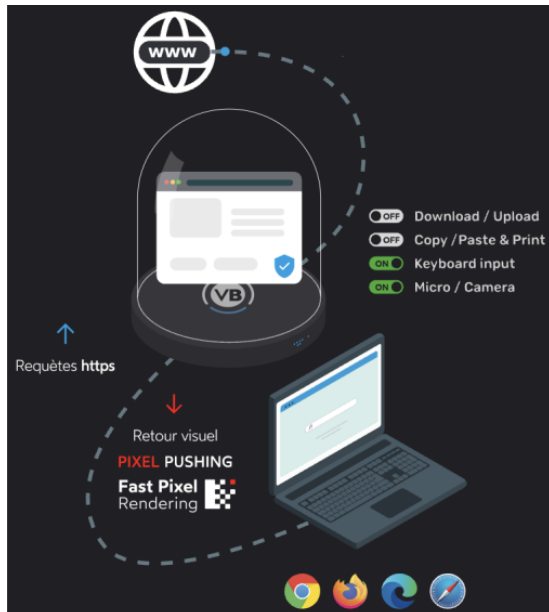 www
OFF Download / Upload
OFF Copy /Paste & Print
ON Keyboard input
ON Micro / Camera
VB
Requètes https
Retour visuel
PIXEL PUSHING
Fast Pixel
Rendering